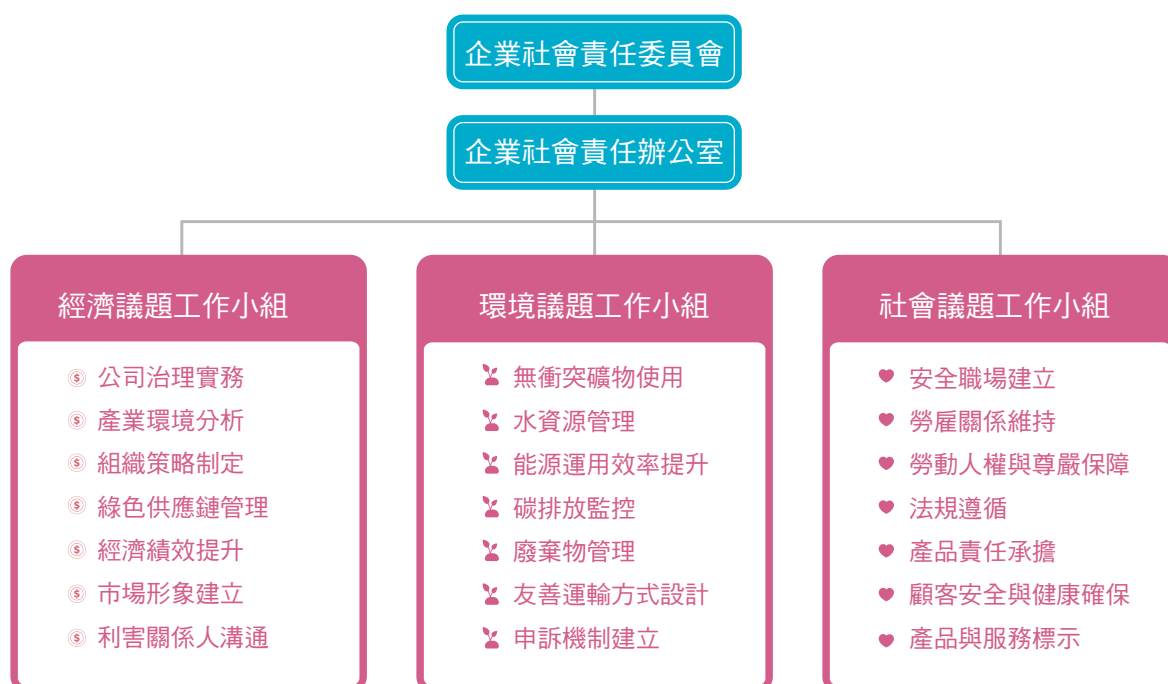 企業社會責任委員會
企業社會責任辦公室
經濟議題工作小組
公司治理實務
產業環境分析
組織策略制定
綠色供應鏈管理
經濟績效提升
市場形象建立
利害關係人溝通
環境議題工作小組
無衝突礦物使用
水資源管理
能源運用效率提升
碳排放監控
廢棄物管理
友善運輸方式設計
申訴機制建立
社會議題工作小組
安全職場建立
勞雇關係維持
勞動人權與尊嚴保障
法規遵循
產品責任承擔
顧客安全與健康確保
產品與服務標示